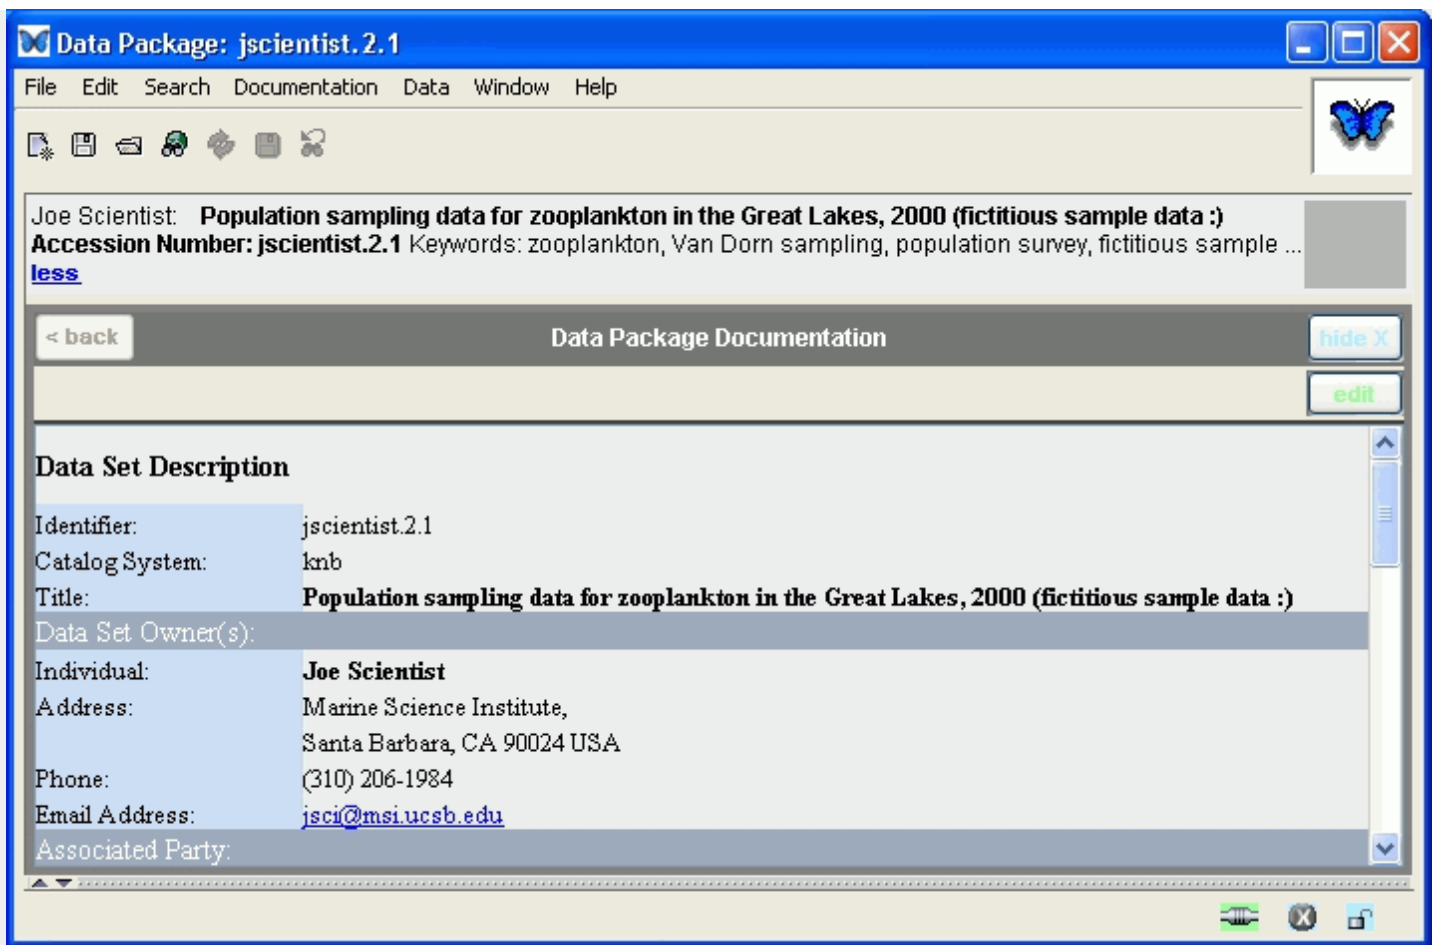 Data Package: jscientist.2.1
File Edit Search Documentation Data Window Help
Joe Scientist: Population sampling data for zooplankton in the Great Lakes, 2000 (fictitious sample data :)
Accession Number: jscientist.2.1 Keywords: zooplankton, Van Dorn sampling, population survey, fictitious sample ...
less
< back Data Package Documentation hide X
edit
Data Set Description
Identifier: jscientist.2.1
Catalog System: knb
Title: Population sampling data for zooplankton in the Great Lakes, 2000 (fictitious sample data :)
Data Set Owner(s):
Individual: Joe Scientist
Address: Marine Science Institute,
Santa Barbara, CA 90024 USA
Phone: (310) 206-1984
Email Address: jsci@msi.ucsb.edu
Associated Party: